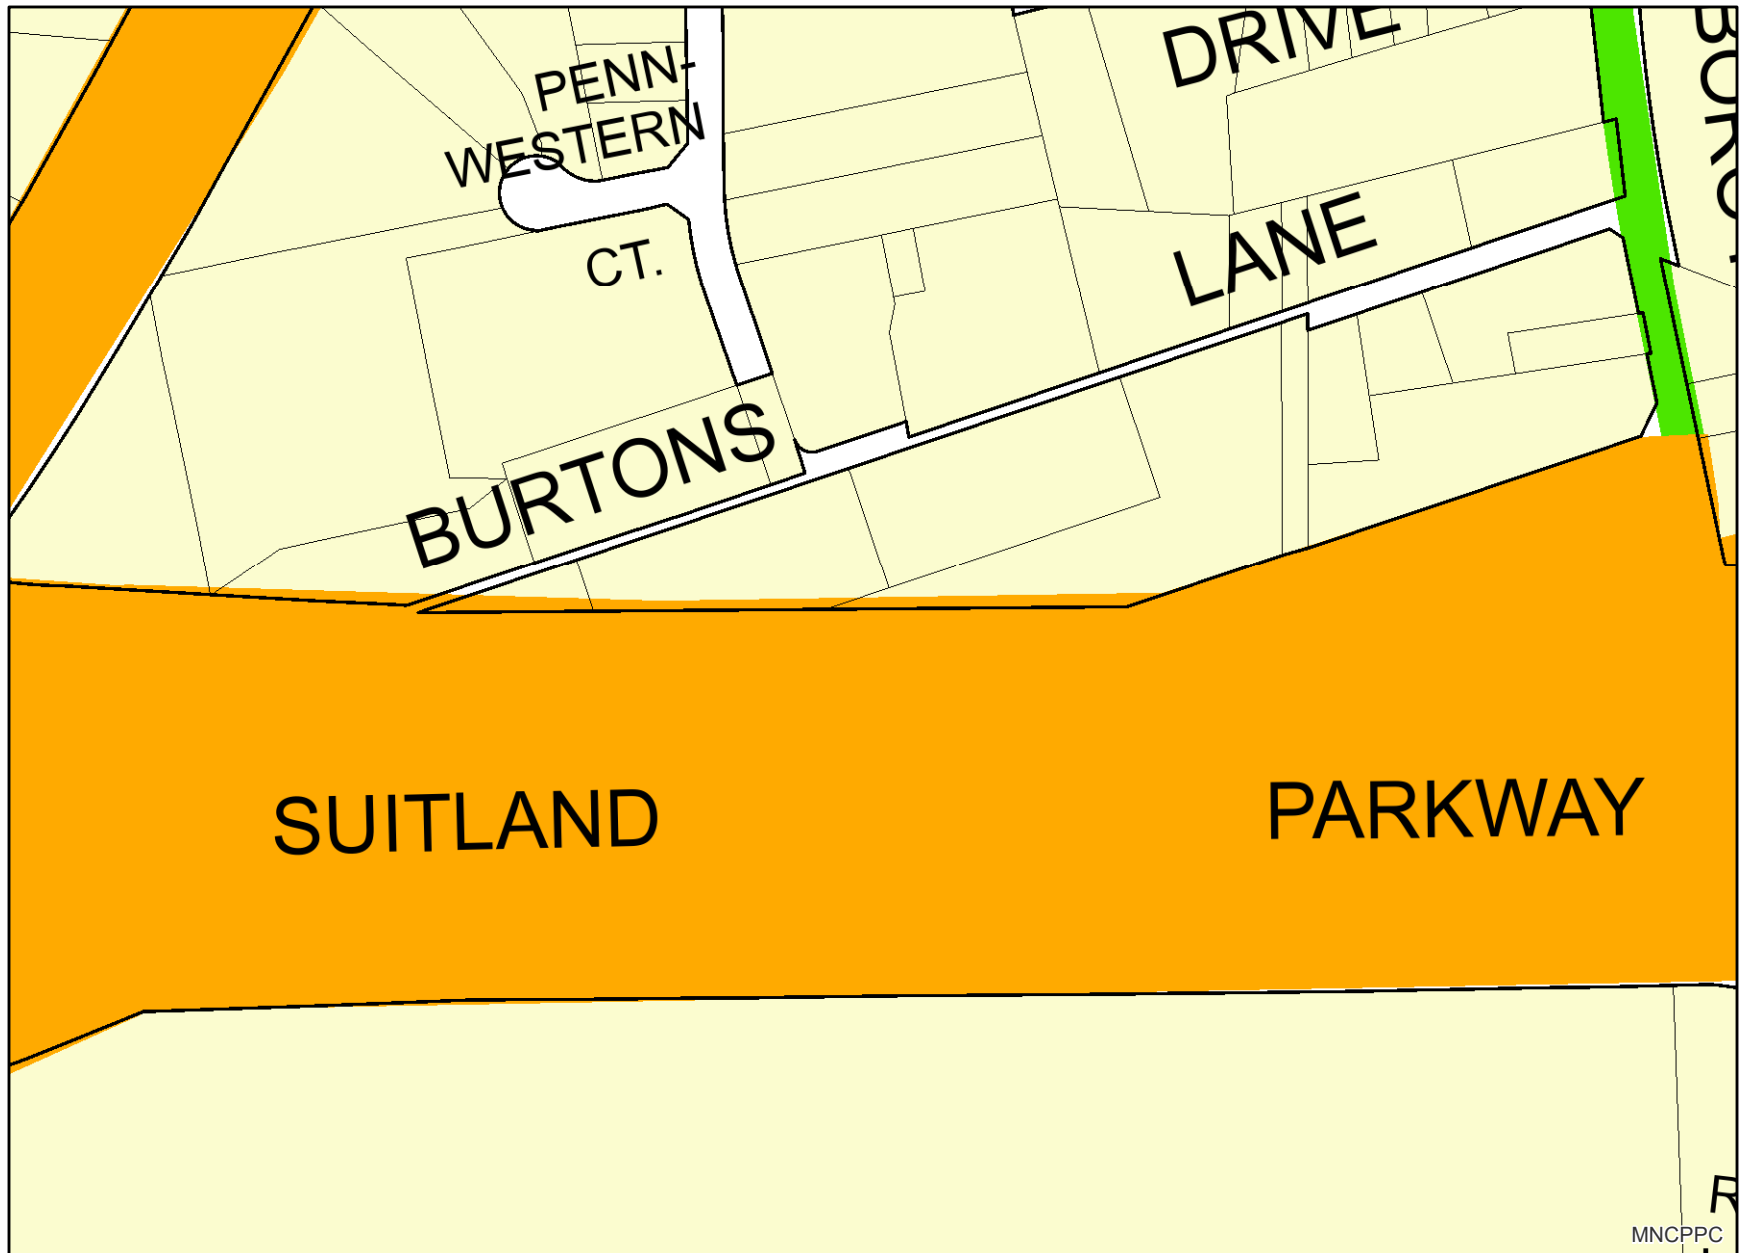 DRIVE
PENN-
WESTERN
CT.
LANE
BURTONS
SUITLAND PARKWAY
MNCPPC